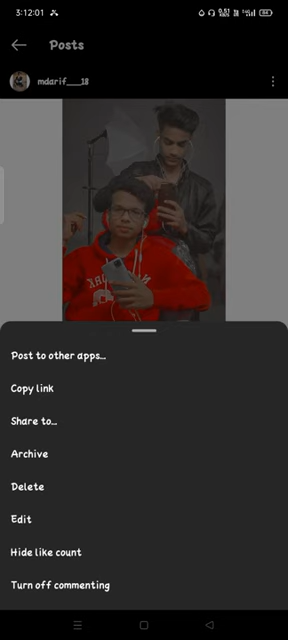 3:12:01
Posts
mdarif___18
Post to other apps...
Copy link
Share to...
Archive
Delete
Edit
Hide like count
Turn off commenting